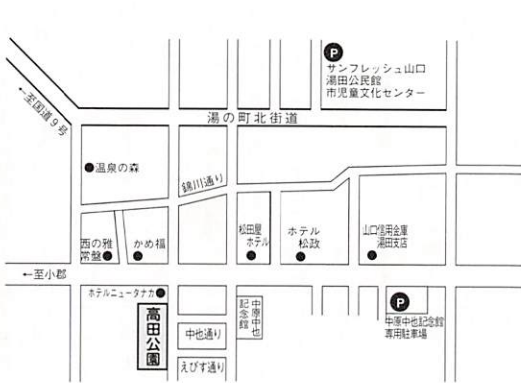 P
サンフレッシュ山口
湯田公民館
市児童文化センター
←至国道9号
湯の町北街道
温泉の森
錦川通り
西の雅
常盤
かめ福
松田屋
ホテル
ホテル
松政
山口信用金庫
湯田支店
←至小郡
ホテルニュータナカ
高田公園
中也通り
えびす通り
中原中也
記念館
P
中原中也記念館
専用駐車場